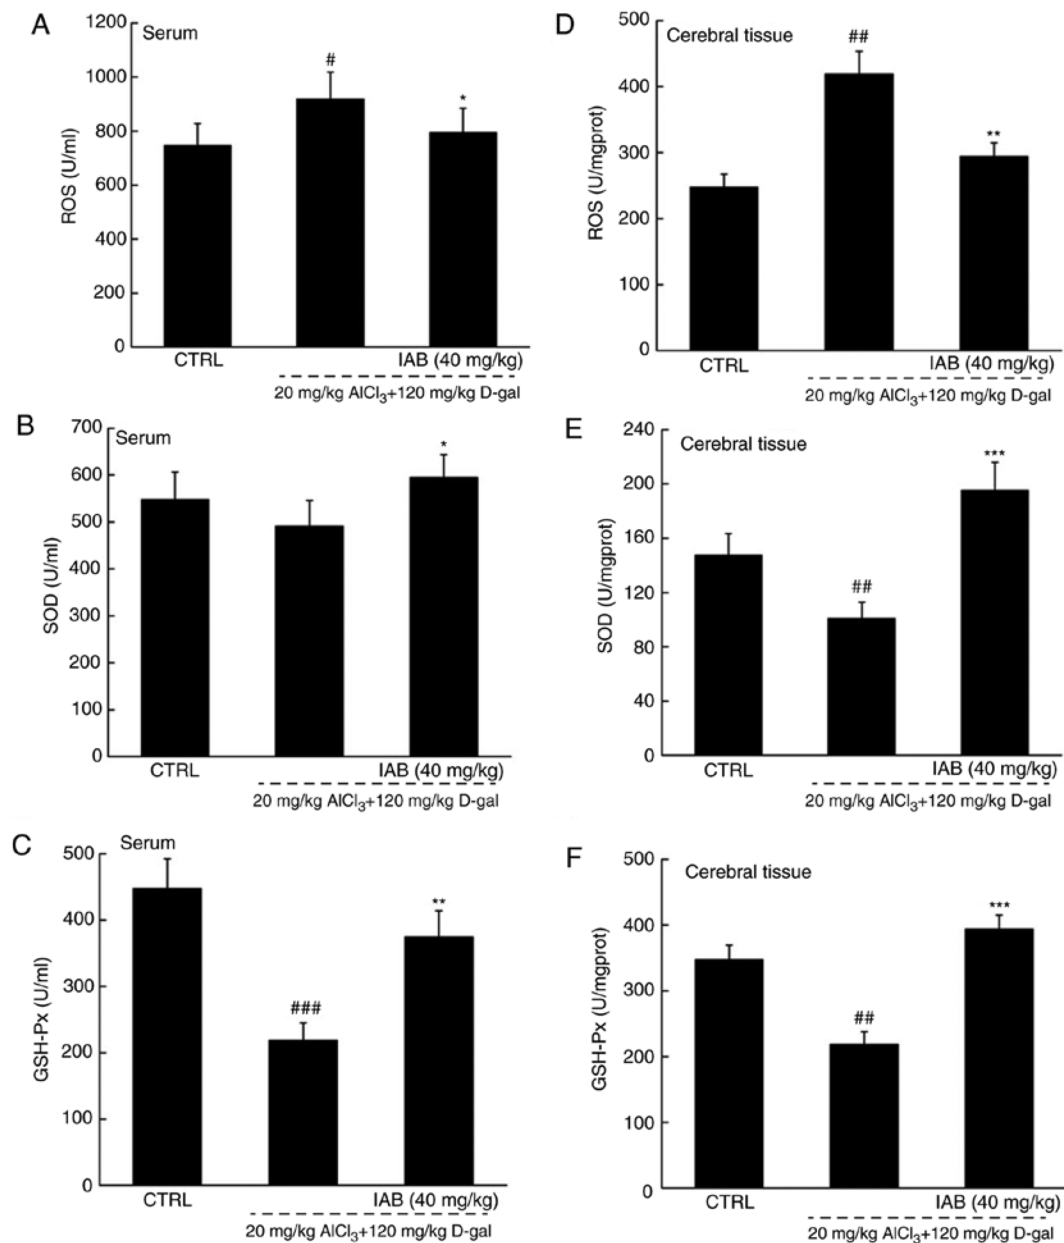 A
Serum
ROS (U/ml)
1200
1000
800
600
400
200
0
#
*
CTRL
IAB (40 mg/kg)
20 mg/kg AlCl₃+120 mg/kg D-gal
D
Cerebral tissue
ROS (U/mgprot)
500
400
300
200
100
0
##
**
CTRL
IAB (40 mg/kg)
20 mg/kg AlCl₃+120 mg/kg D-gal
B
Serum
SOD (U/ml)
700
600
500
400
300
200
100
0
*
CTRL
IAB (40 mg/kg)
20 mg/kg AlCl₃+120 mg/kg D-gal
E
Cerebral tissue
SOD (U/mgprot)
240
200
160
120
80
40
0
##
***
CTRL
IAB (40 mg/kg)
20 mg/kg AlCl₃+120 mg/kg D-gal
C
Serum
GSH-Px (U/ml)
500
400
300
200
100
0
###
**
CTRL
IAB (40 mg/kg)
20 mg/kg AlCl₃+120 mg/kg D-gal
F
Cerebral tissue
GSH-Px (U/mgprot)
500
400
300
200
100
0
##
***
CTRL
IAB (40 mg/kg)
20 mg/kg AlCl₃+120 mg/kg D-gal